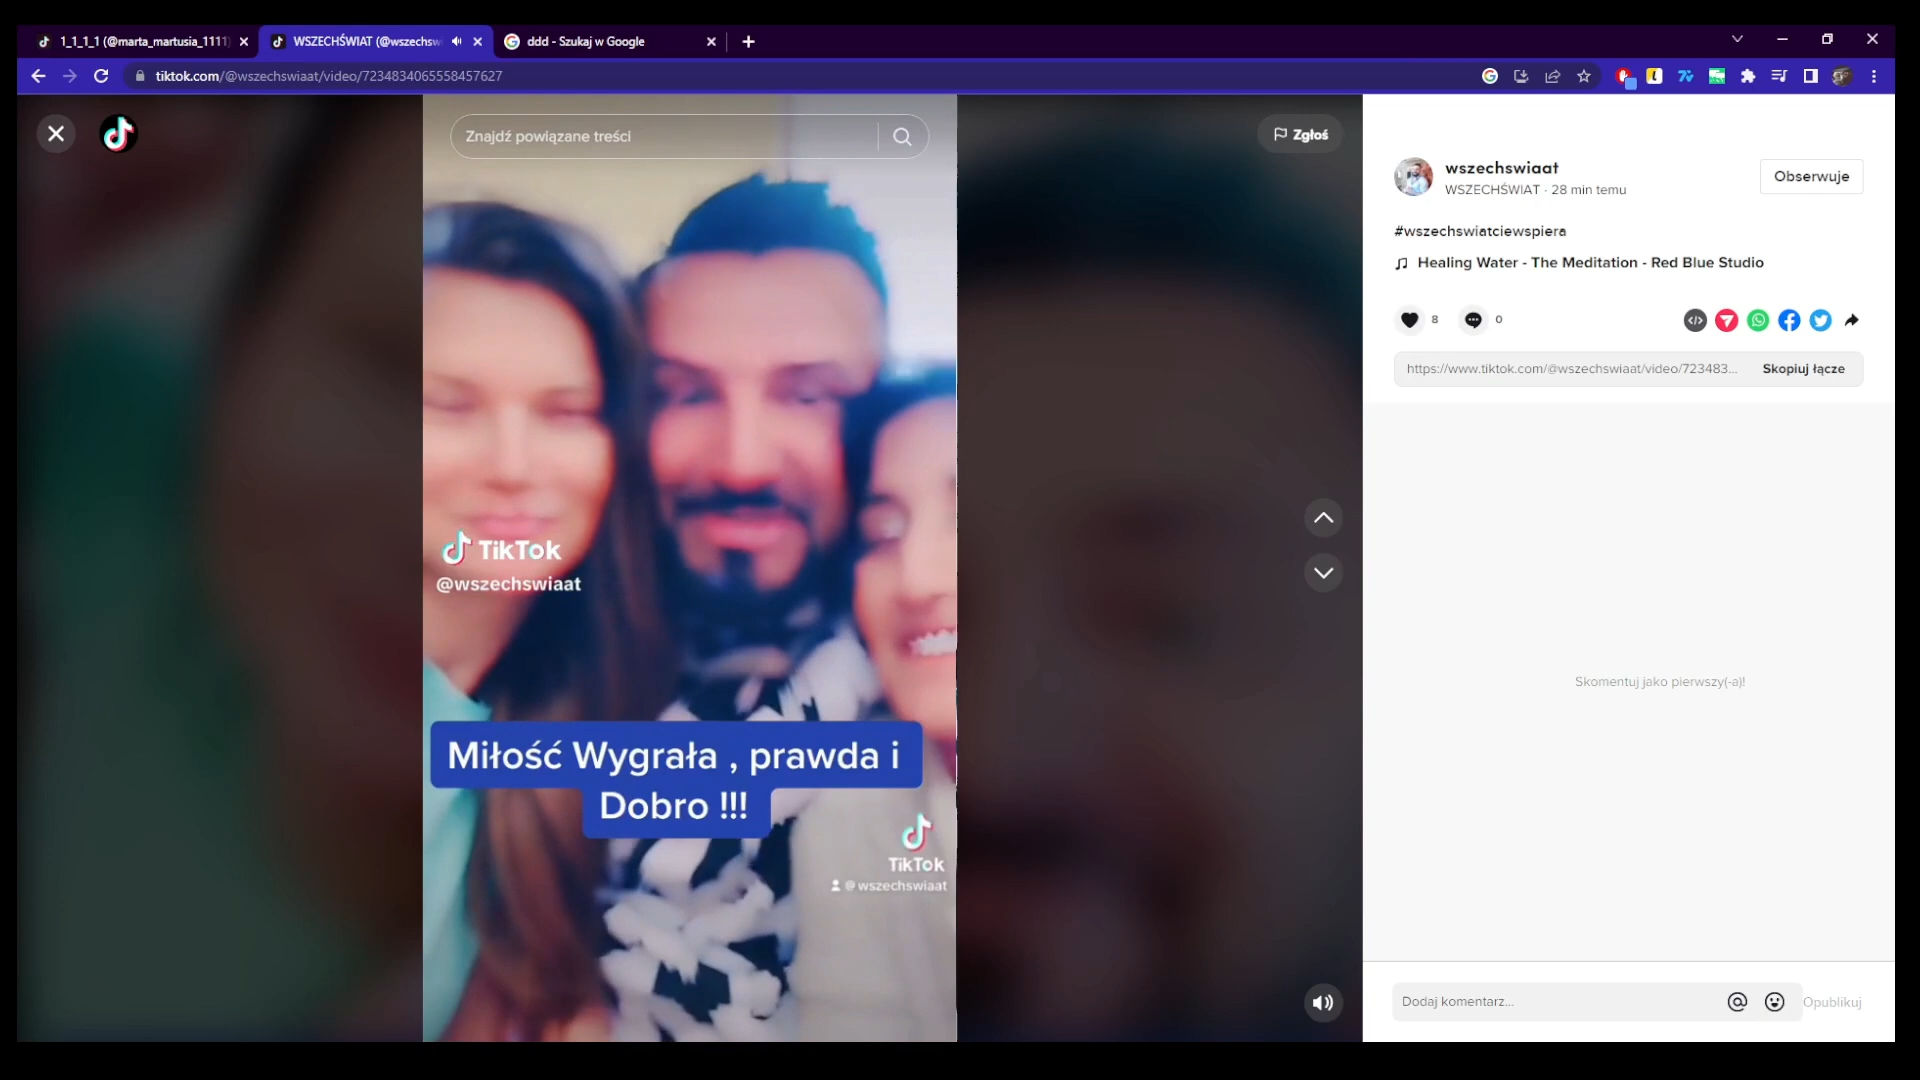 1_1_1_1 (@marta_martusia_1111)
WSZECHŚWIAT (@wszechsw
ddd - Szukaj w Google
tiktok.com/@wszechswiaat/video/7234834065558457627
Znajdź powiązane treści
Zgłoś
TikTok
@wszechswiaat
Miłość Wygrała , prawda i
Dobro !!!
TikTok
@wszechswiaat
wszechswiaat
WSZECHŚWIAT · 28 min temu
Obserwuje
#wszechswiatciewspiera
Healing Water - The Meditation - Red Blue Studio
8
0
https://www.tiktok.com/@wszechswiaat/video/723483...
Skopiuj łącze
Skomentuj jako pierwszy(-a)!
Dodaj komentarz...
Opublikuj